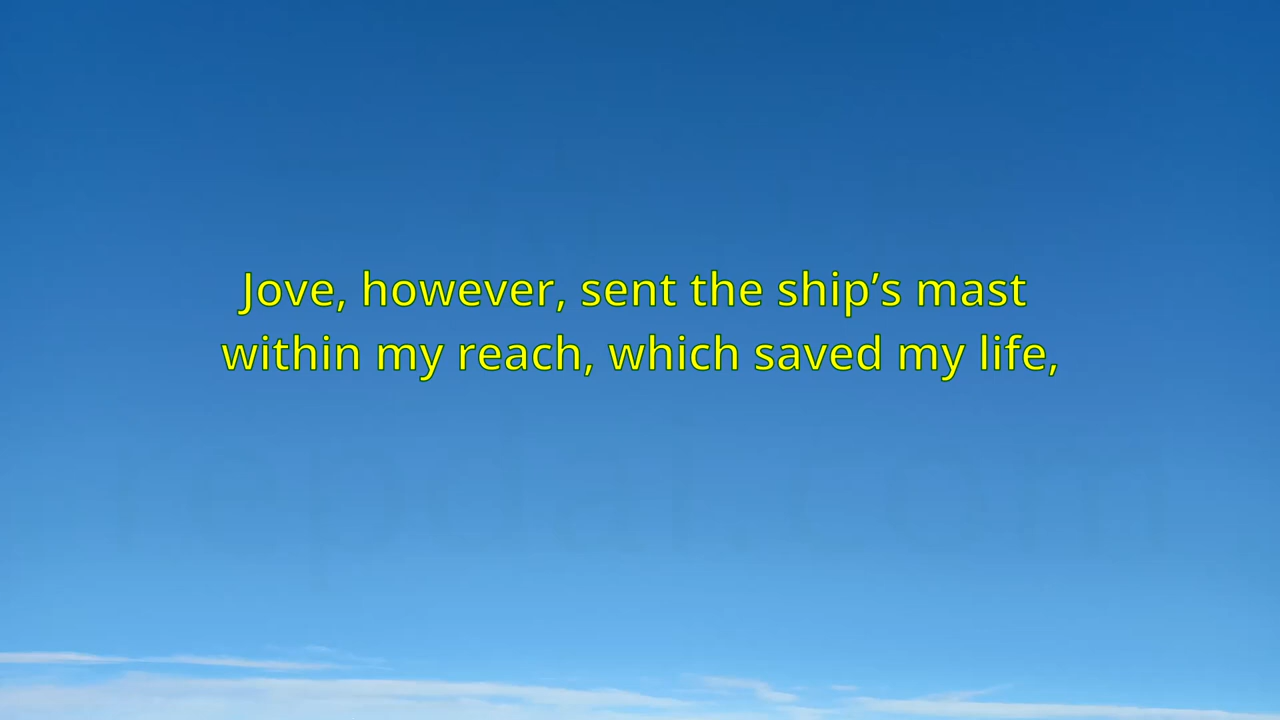 Jove, however, sent the ship’s mast
within my reach, which saved my life,